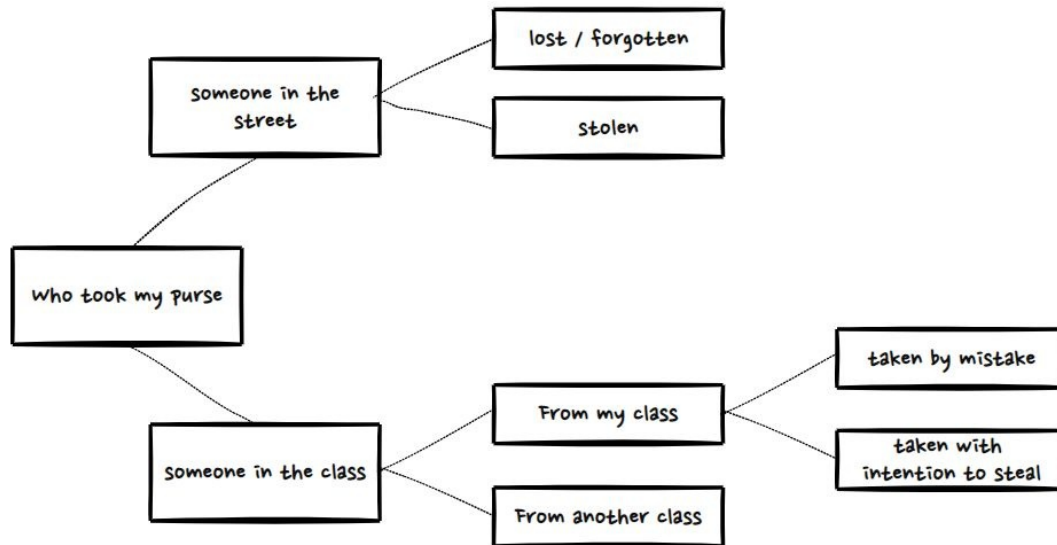 lost / forgotten
someone in the
street
stolen
Who took my purse
taken by mistake
From my class
someone in the class
taken with
intention to steal
From another class